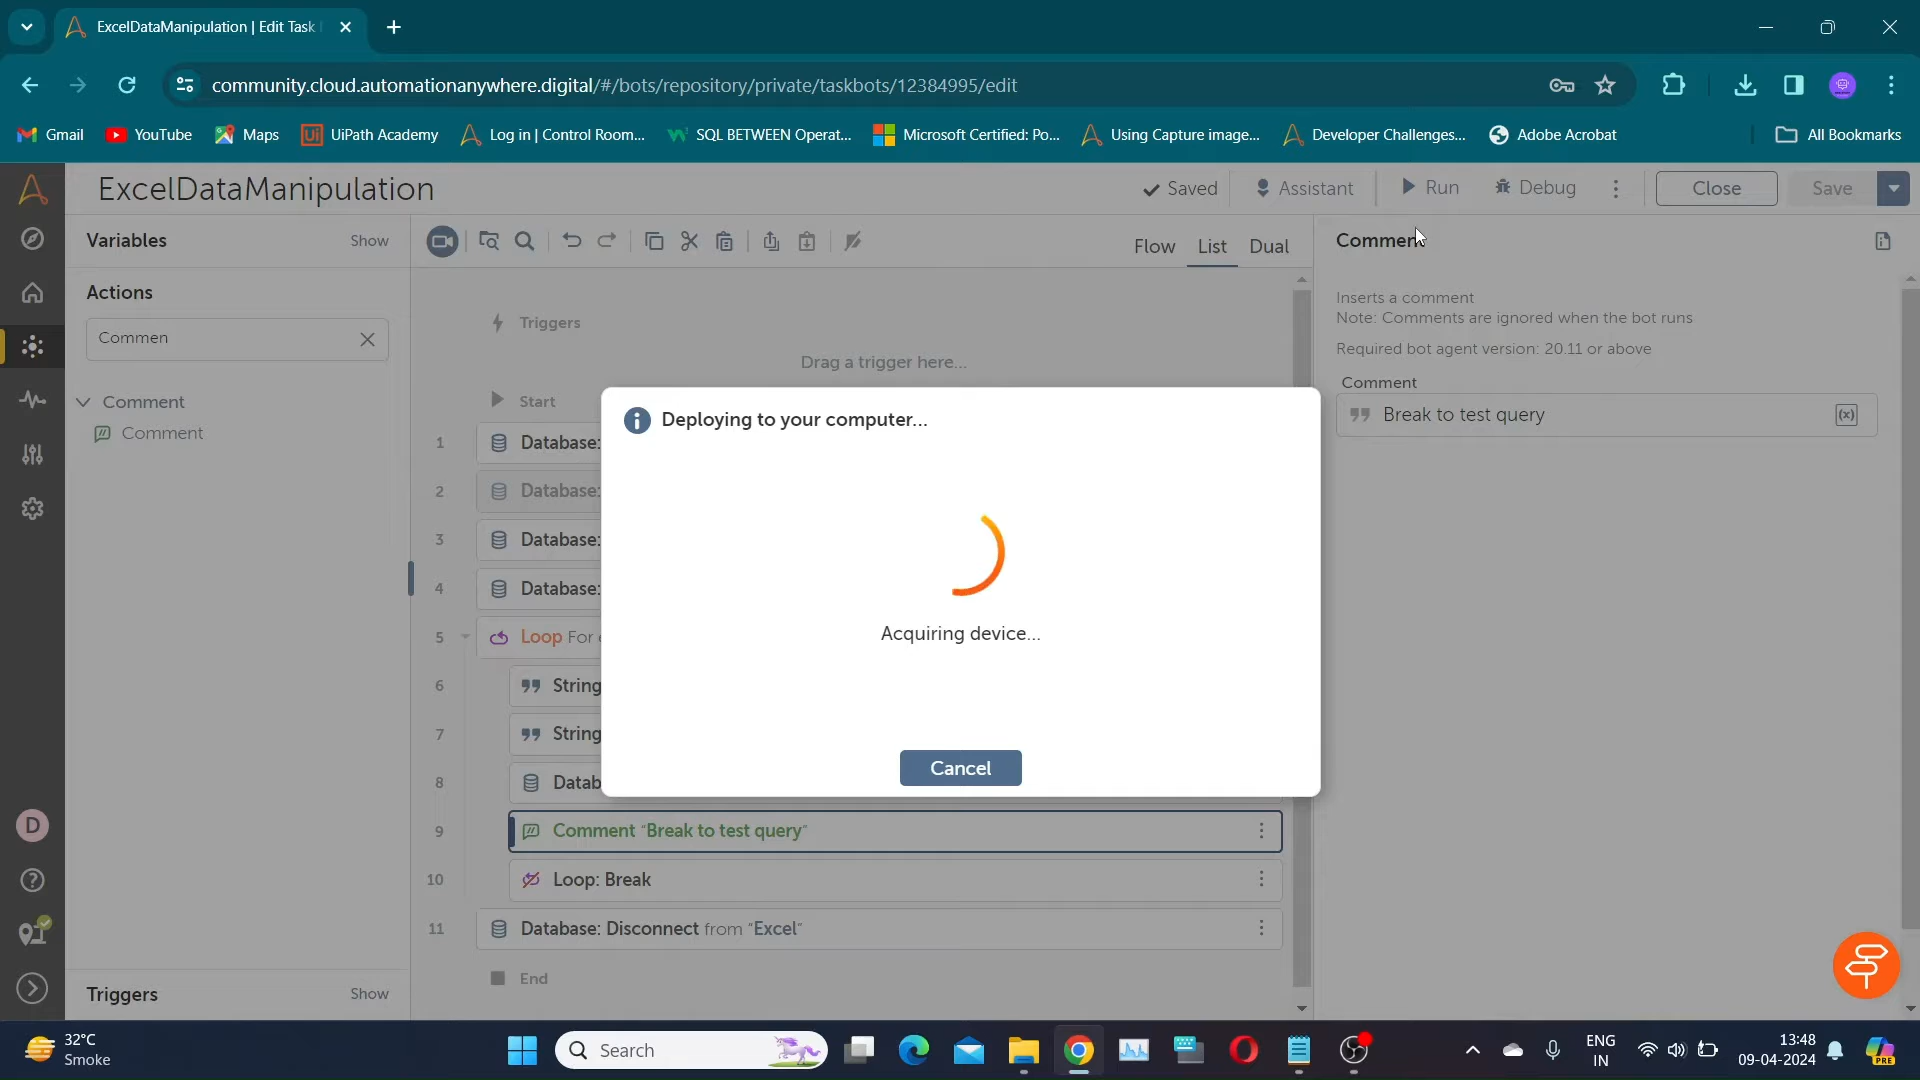 ExcelDataManipulation | Edit Task
community.cloud.automationanywhere.digital/#/bots/repository/private/taskbots/12384995/edit
Gmail
YouTube
Maps
UiPath Academy
Log in | Control Room...
SQL BETWEEN Operat...
Microsoft Certified: Po...
Using Capture image...
Developer Challenges...
Adobe Acrobat
All Bookmarks
ExcelDataManipulation
Saved
Assistant
Run
Debug
Close
Save
Variables
Show
Flow
List
Dual
Comment
Actions
Commen
Comment
Comment
Triggers
Drag a trigger here...
Start
1 Database:
2 Database:
3 Database:
4 Database:
5 Loop For
6 String
7 String
8 Datab
9 Comment "Break to test query"
10 Loop: Break
11 Database: Disconnect from "Excel"
End
Inserts a comment
Note: Comments are ignored when the bot runs
Required bot agent version: 20.11 or above
Comment
Break to test query
(x)
Deploying to your computer...
Acquiring device...
Cancel
D
Triggers
Show
32°C
Smoke
Search
ENG
IN
13:48
09-04-2024
PRE